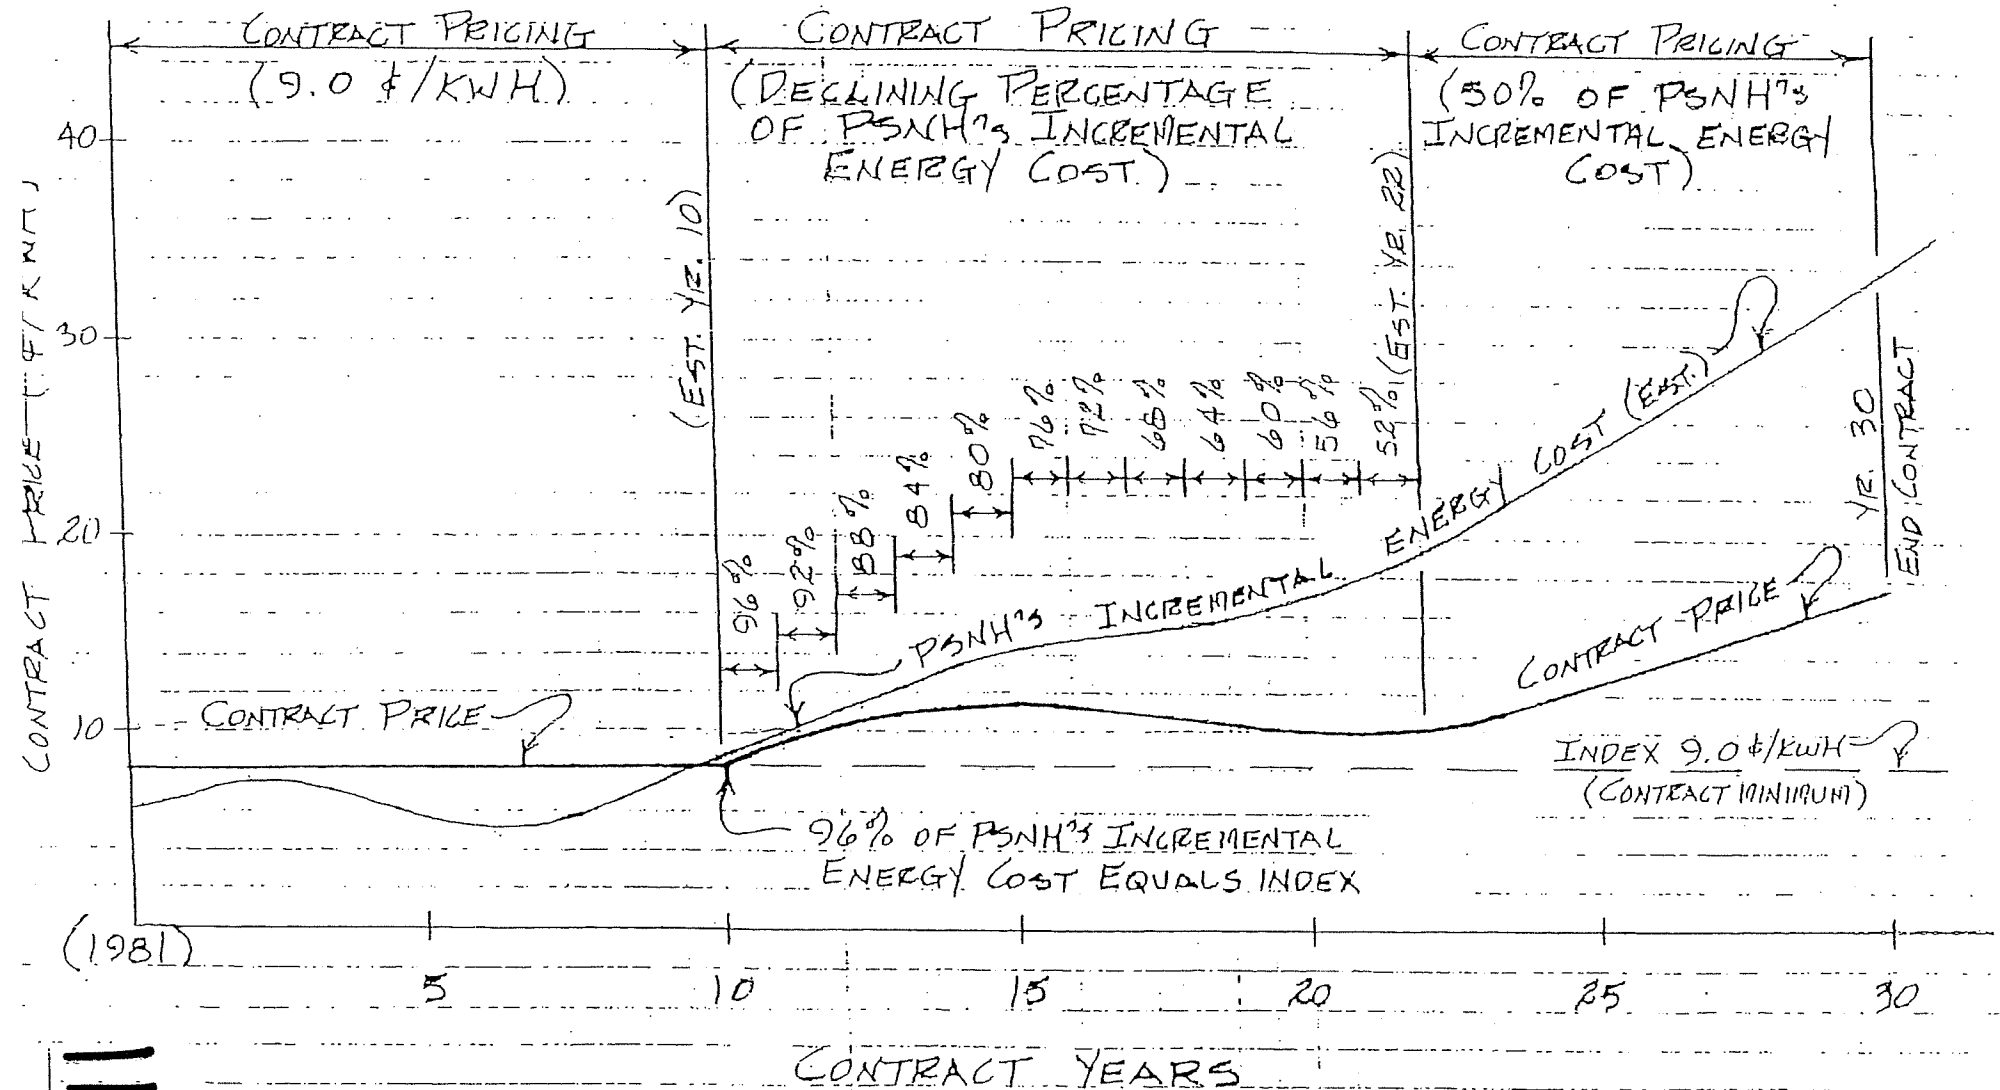 CONTRACT PRICING
(9.0 ¢/KWH)
CONTRACT PRICING
(DECLINING PERCENTAGE
OF PSNH'S INCREMENTAL
ENERGY COST)
CONTRACT PRICING
(50% OF PSNH'S
INCREMENTAL ENERGY
COST)
CONTRACT PRICE (¢/KWH)
40
30
20
10
(EST. YR. 10)
(EST. YR. 22)
96%
92%
88%
84%
80%
76%
72%
68%
64%
60%
56%
52%
PSNH'S INCREMENTAL ENERGY COST (EST.)
YR. 30
END CONTRACT
CONTRACT PRICE
CONTRACT PRICE
INDEX 9.0 ¢/KWH
(CONTRACT MINIMUM)
96% OF PSNH'S INCREMENTAL
ENERGY COST EQUALS INDEX
(1981)
5
10
15
20
25
30
CONTRACT YEARS